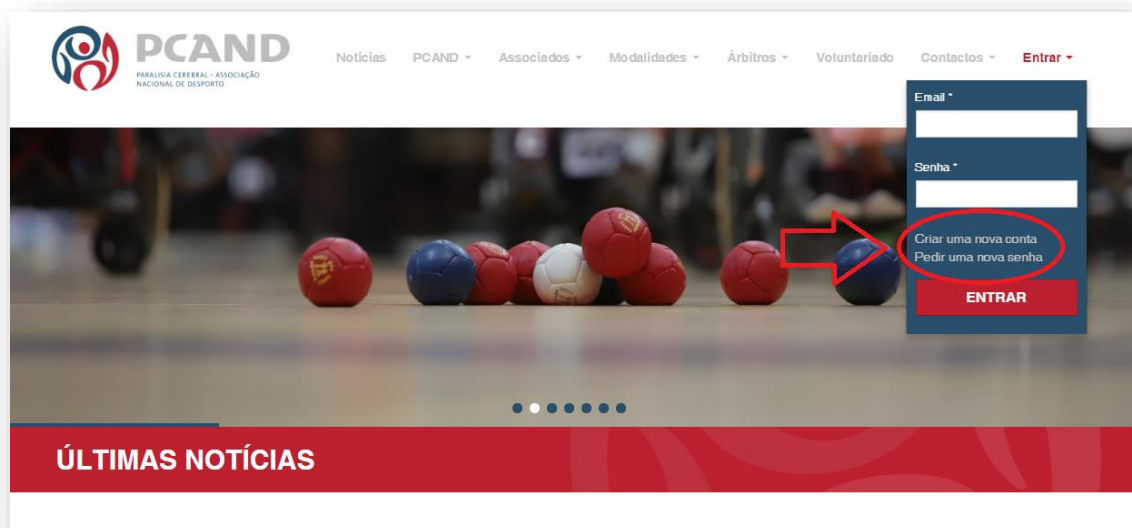 PCAND
PARALISIA CEREBRAL - ASSOCIAÇÃO
NACIONAL DE DESPORTO
Notícias PCAND Associados Modalidades Árbitros Voluntariado Contactos Entrar
Email *
Senha *
Criar uma nova conta
Pedir uma nova senha
ENTRAR
ÚLTIMAS NOTÍCIAS